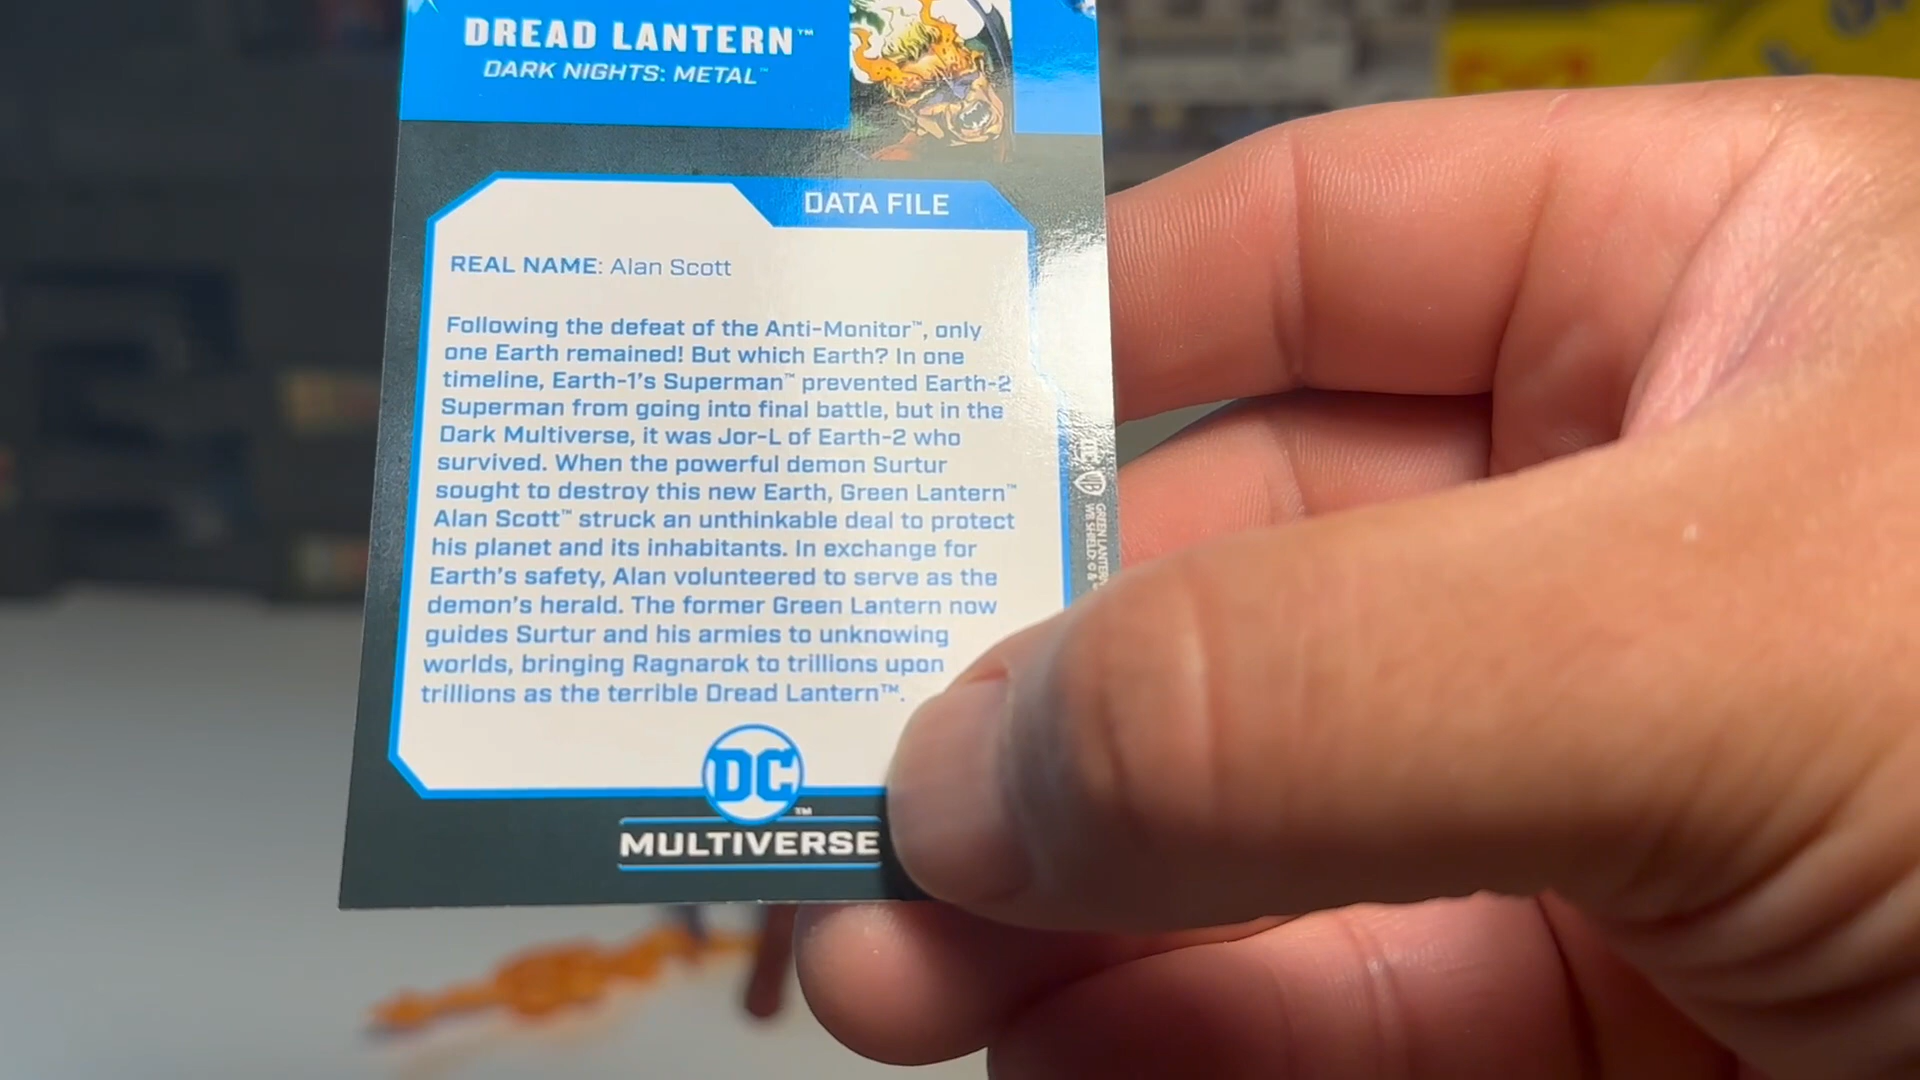 DREAD LANTERN™
DARK NIGHTS: METAL™
DATA FILE
REAL NAME: Alan Scott
Following the defeat of the Anti-Monitor™, only
one Earth remained! But which Earth? In one
timeline, Earth-1's Superman™ prevented Earth-2
Superman from going into final battle, but in the
Dark Multiverse, it was Jor-L of Earth-2 who
survived. When the powerful demon Surtur
sought to destroy this new Earth, Green Lantern™
Alan Scott™ struck an unthinkable deal to protect
his planet and its inhabitants. In exchange for
Earth's safety, Alan volunteered to serve as the
demon's herald. The former Green Lantern now
guides Surtur and his armies to unknowing
worlds, bringing Ragnarok to trillions upon
trillions as the terrible Dread Lantern™.
DC™
MULTIVERSE
GREEN LANTERN
WB SHIELD: © &